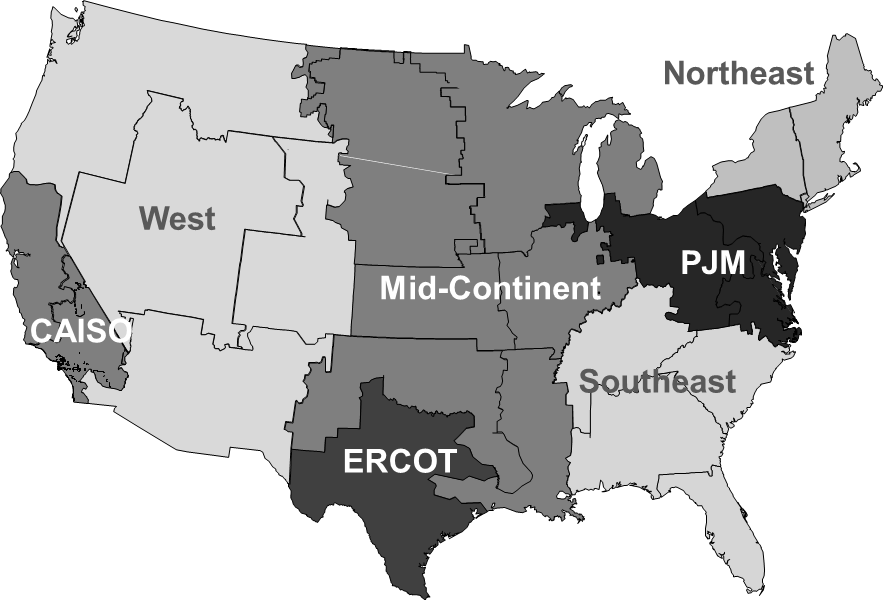 Northeast
West
PJM
Mid-Continent
CAISO
Southeast
ERCOT